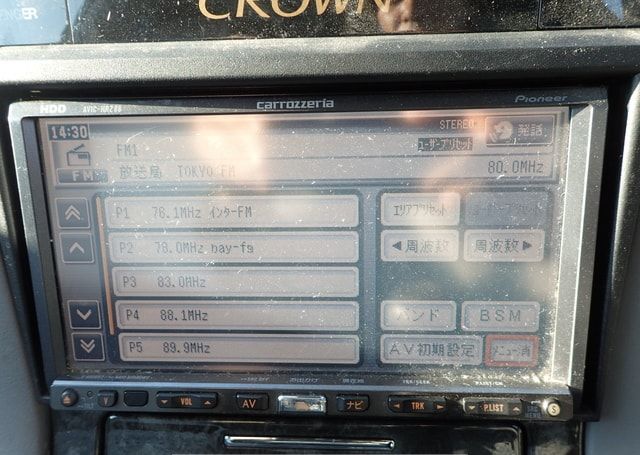 CROWN
HDD
carrozzeria
Pioneer
14:30
STEREO
発話
FM1
ユーザープリセット
FM
放送局 TOKYO FM
80.0MHz
P1 76.1MHz インターFM
エリアプリセット
P2 78.0MHz bay-fm
◀周波数
周波数▶
P3 83.0MHz
P4 88.1MHz
バンド
BSM
P5 89.9MHz
AV初期設定
V
VOL
AV
ナビ
TRK
P.LIST
S